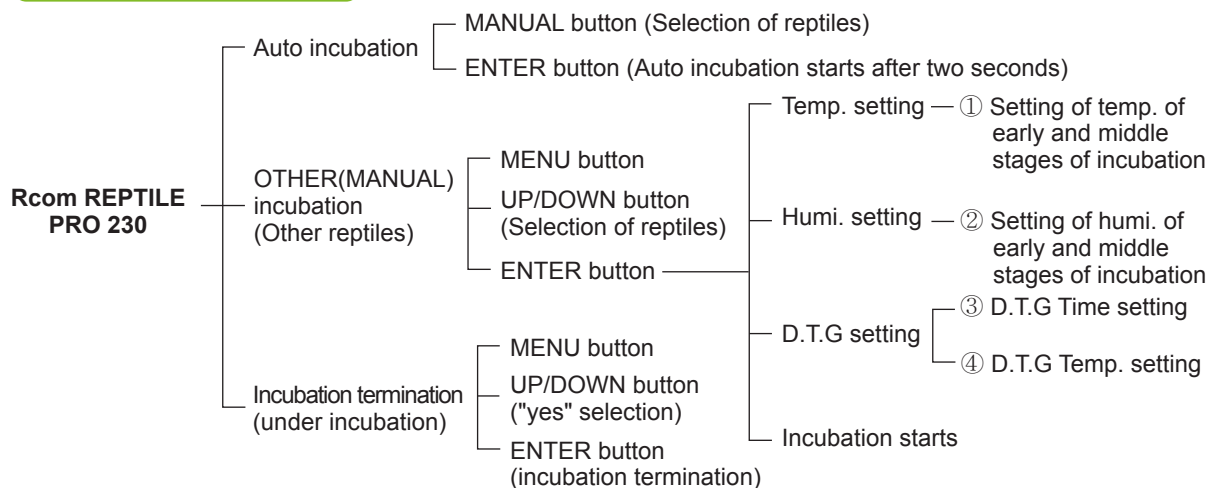 Auto incubation
MANUAL button (Selection of reptiles)
ENTER button (Auto incubation starts after two seconds)
Rcom REPTILE
PRO 230
OTHER(MANUAL)
incubation
(Other reptiles)
MENU button
UP/DOWN button
(Selection of reptiles)
ENTER button
Temp. setting
① Setting of temp. of
early and middle
stages of incubation
Humi. setting
② Setting of humi. of
early and middle
stages of incubation
D.T.G setting
③ D.T.G Time setting
④ D.T.G Temp. setting
Incubation starts
Incubation termination
(under incubation)
MENU button
UP/DOWN button
("yes" selection)
ENTER button
(incubation termination)